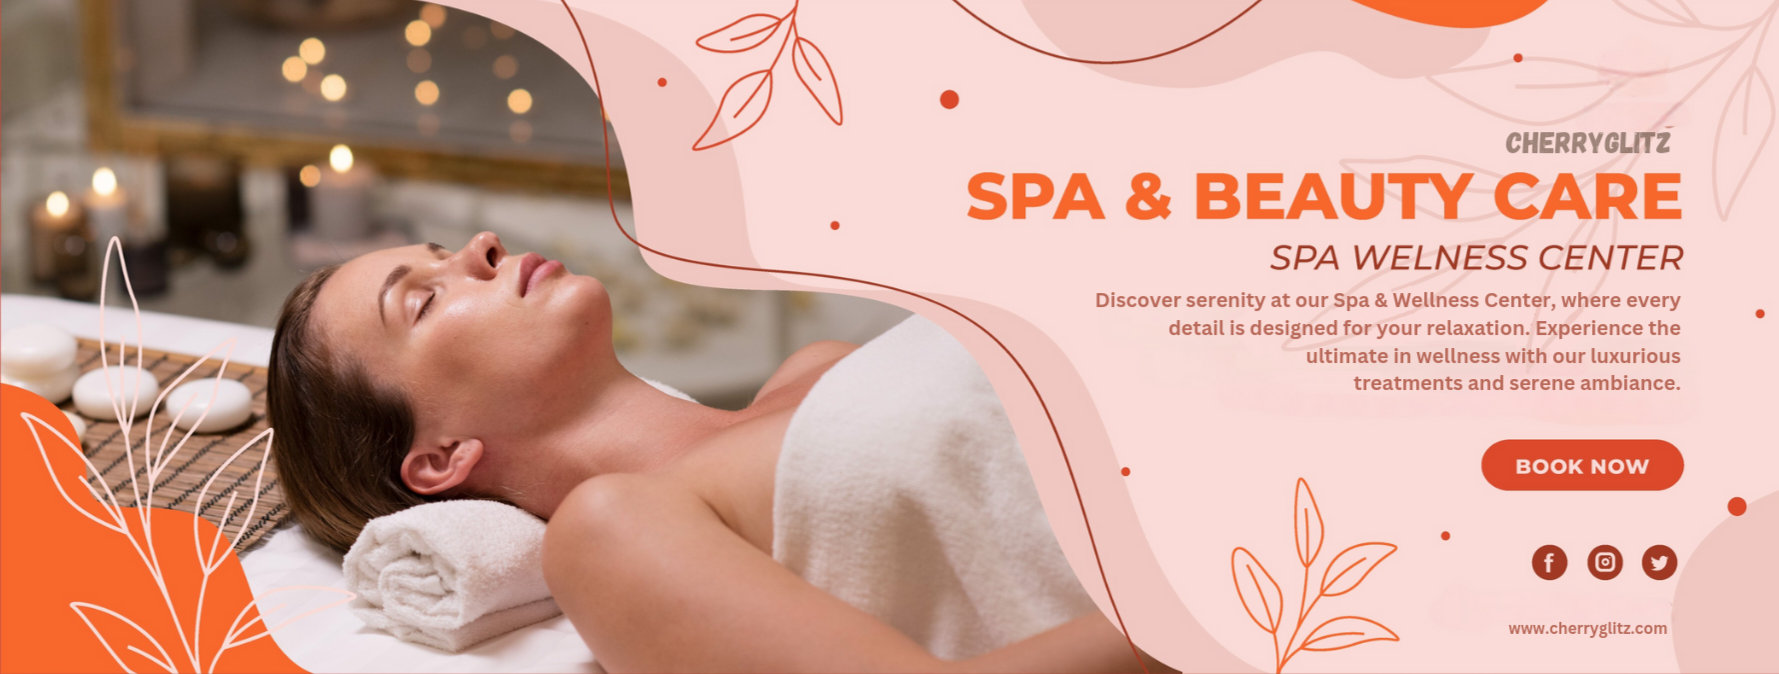 CHERRYGLITZ
SPA & BEAUTY CARE
SPA WELNESS CENTER
Discover serenity at our Spa & Wellness Center, where every
detail is designed for your relaxation. Experience the
ultimate in wellness with our luxurious
treatments and serene ambiance.
BOOK NOW
www.cherryglitz.com